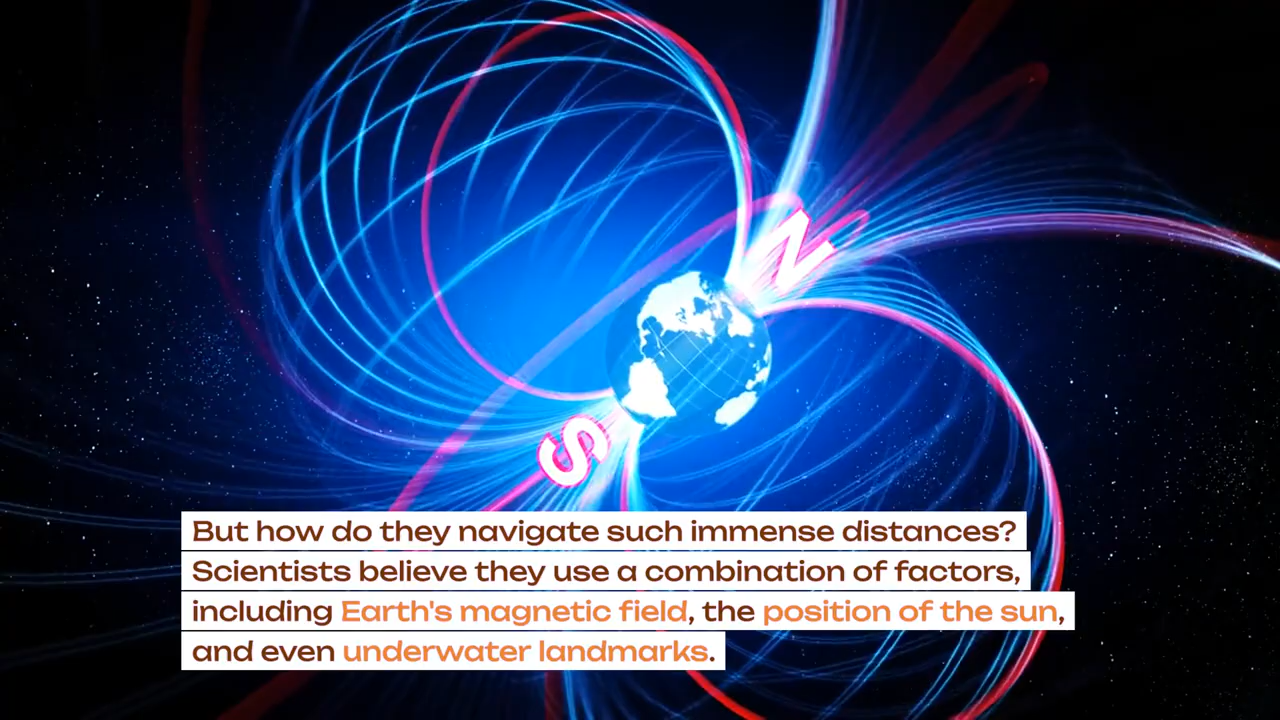 N
S
But how do they navigate such immense distances?
Scientists believe they use a combination of factors,
including Earth's magnetic field, the position of the sun,
and even underwater landmarks.